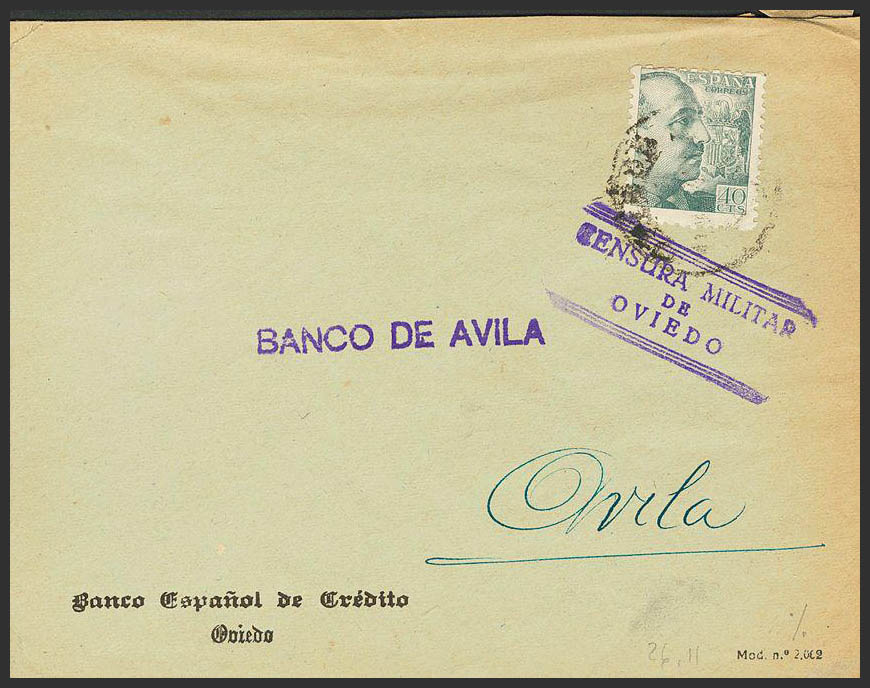 ESPAÑA
CORREOS
40
CTS
CENSURA MILITAR
DE
OVIEDO
BANCO DE AVILA
Avila
Banco Español de Crédito
Oviedo
26.11
Mod. n.º 2.002